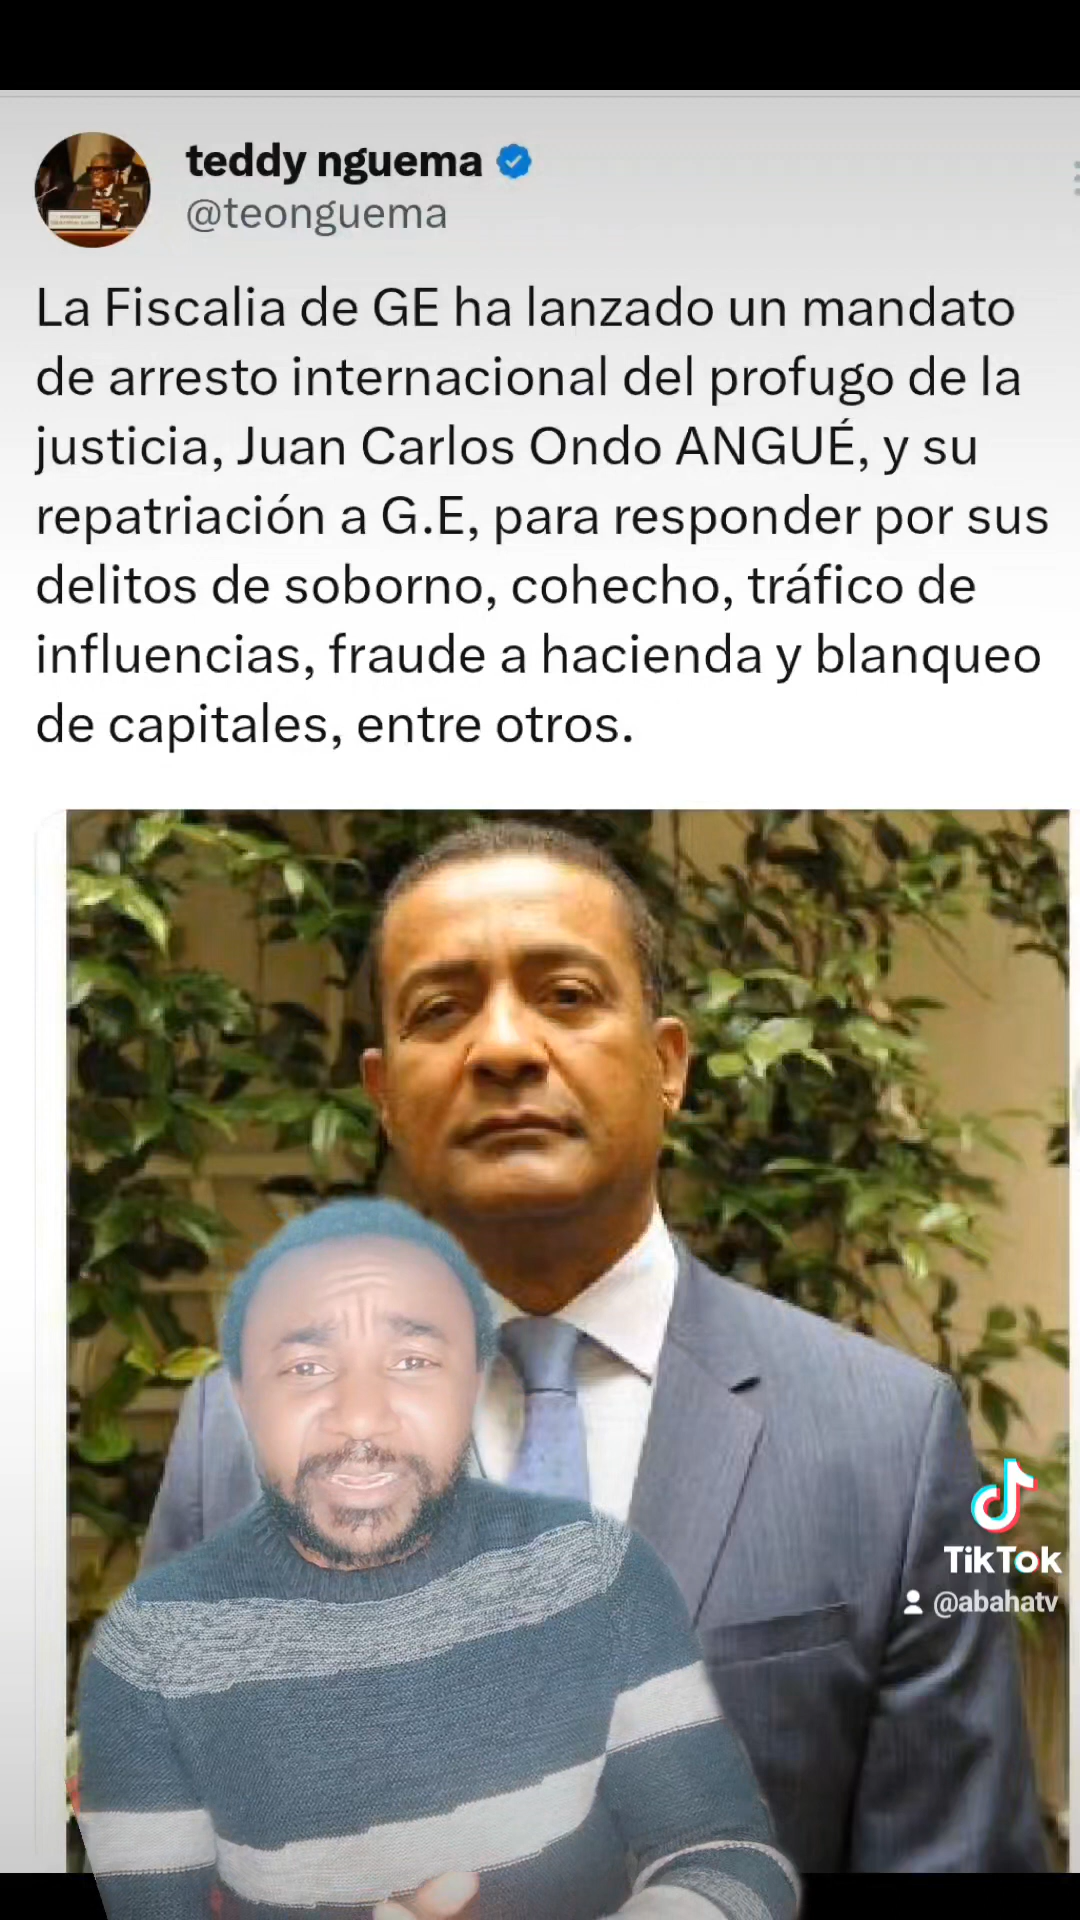 teddy nguema
@teonguema
La Fiscalia de GE ha lanzado un mandato
de arresto internacional del profugo de la
justicia, Juan Carlos Ondo ANGUÉ, y su
repatriación a G.E, para responder por sus
delitos de soborno, cohecho, tráfico de
influencias, fraude a hacienda y blanqueo
de capitales, entre otros.
TikTok
@abahatv